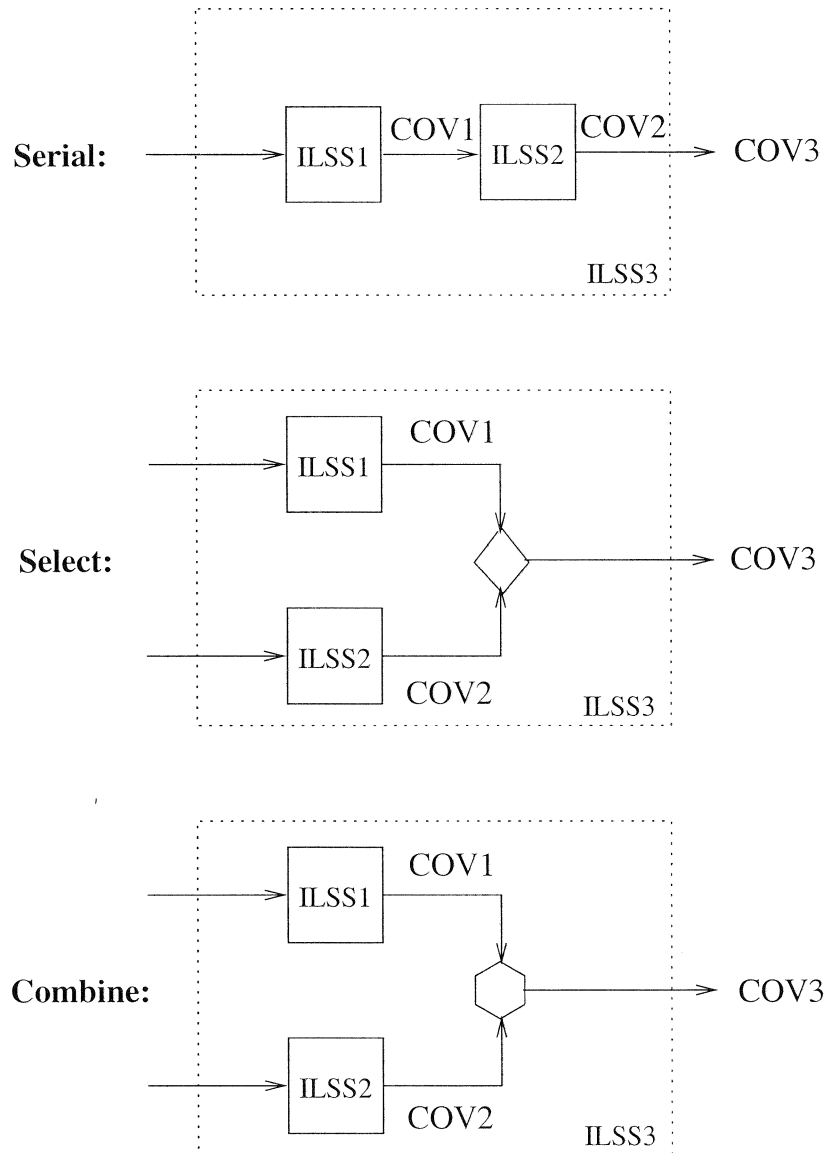 Serial:
ILSS1
COV1
ILSS2
COV2
COV3
ILSS3
Select:
ILSS1
COV1
COV3
ILSS2
COV2
ILSS3
Combine:
ILSS1
COV1
COV3
ILSS2
COV2
ILSS3